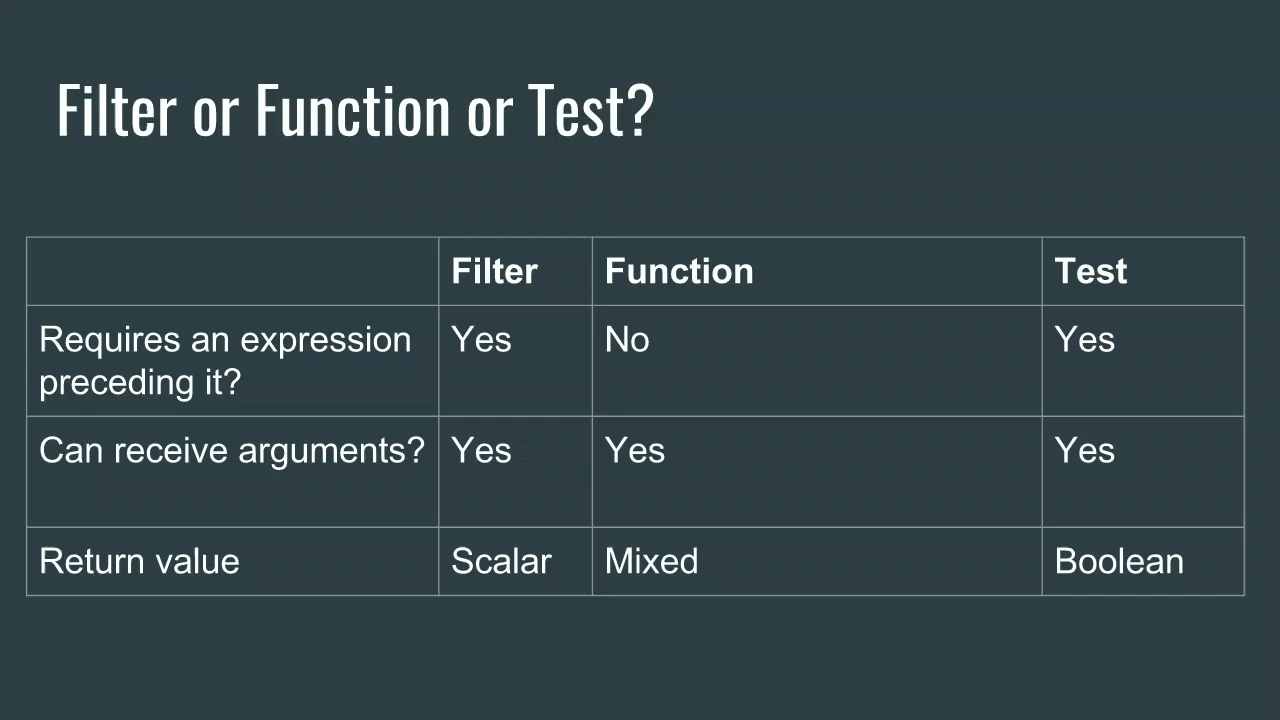 Filter or Function or Test?
Filter Function Test
Requires an expression Yes No Yes
preceding it?
Can receive arguments? Yes Yes Yes
Return value Scalar Mixed Boolean